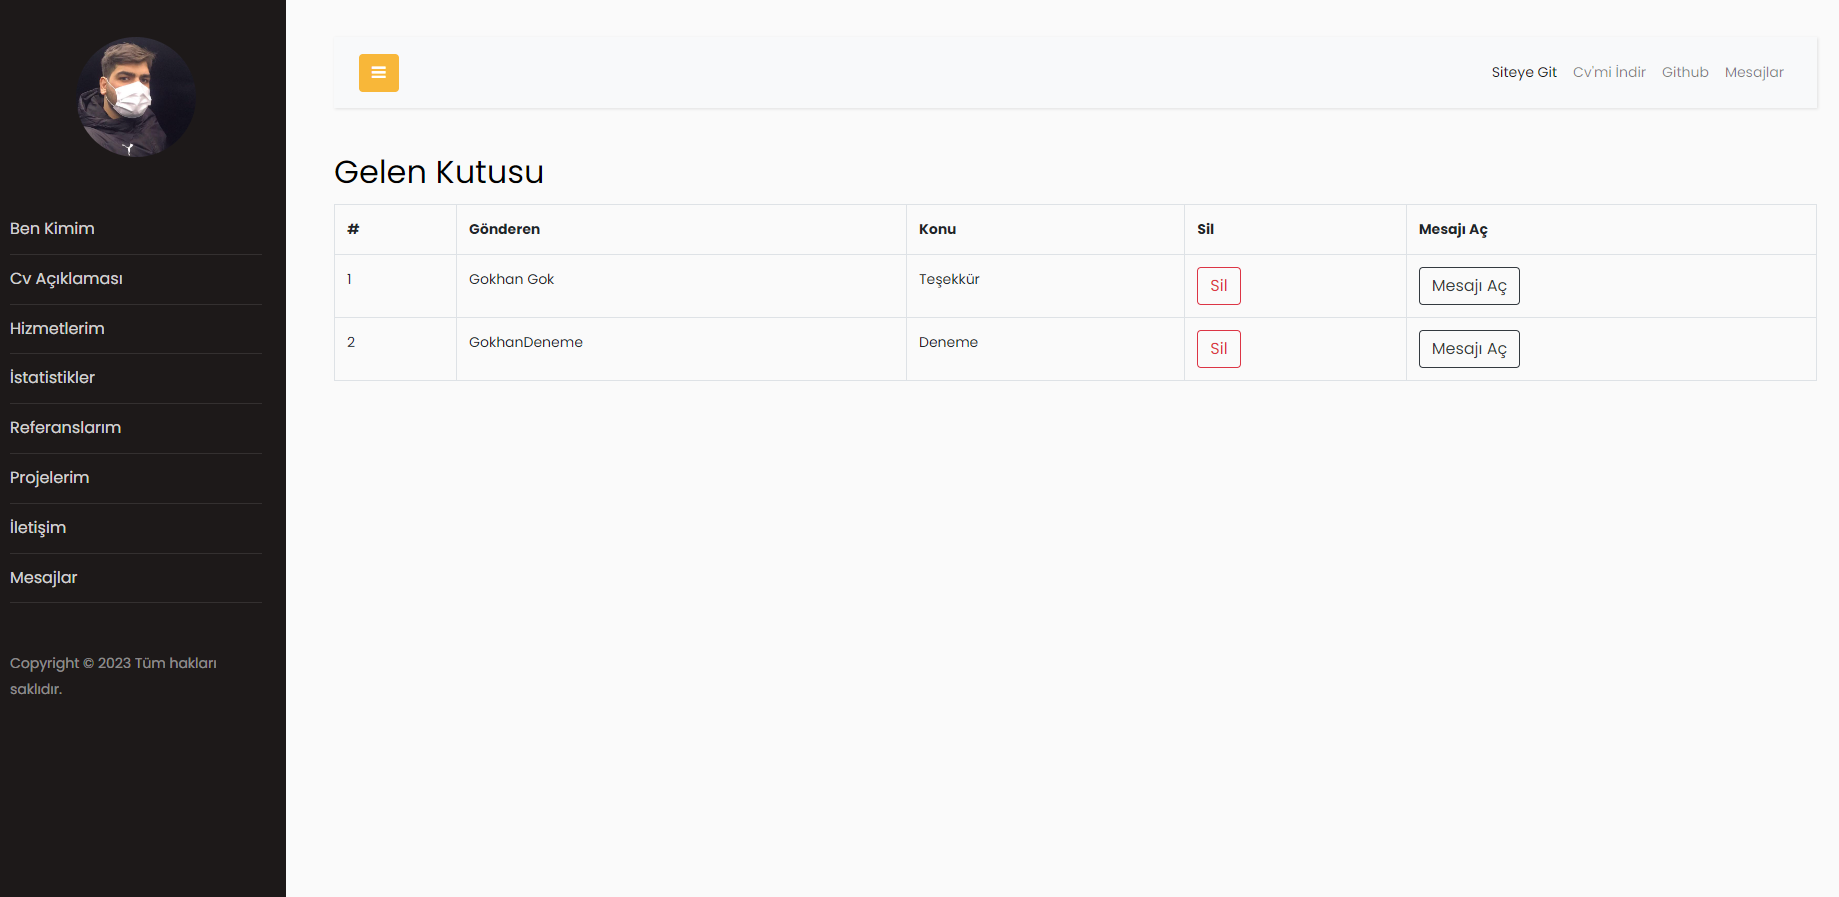 Ben Kimim
Cv Açıklaması
Hizmetlerim
İstatistikler
Referanslarım
Projelerim
İletişim
Mesajlar
Copyright © 2023 Tüm hakları
saklıdır.
Siteye Git Cv'mi İndir Github Mesajlar
Gelen Kutusu
# Gönderen Konu Sil Mesajı Aç
1 Gokhan Gok Teşekkür Sil Mesajı Aç
2 GokhanDeneme Deneme Sil Mesajı Aç